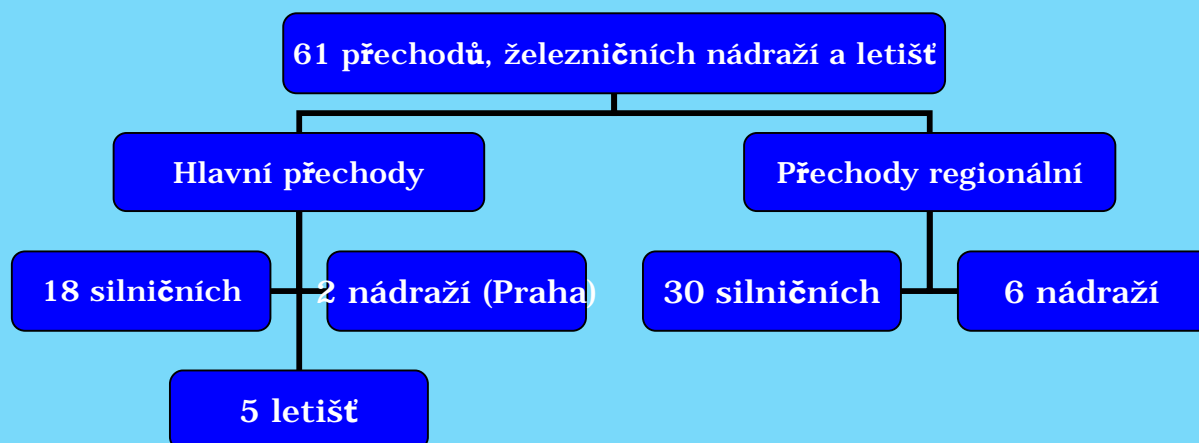 61 přechodů, železničních nádraží a letišť
Hlavní přechody
Přechody regionální
18 silničních
2 nádraží (Praha)
30 silničních
6 nádraží
5 letišť